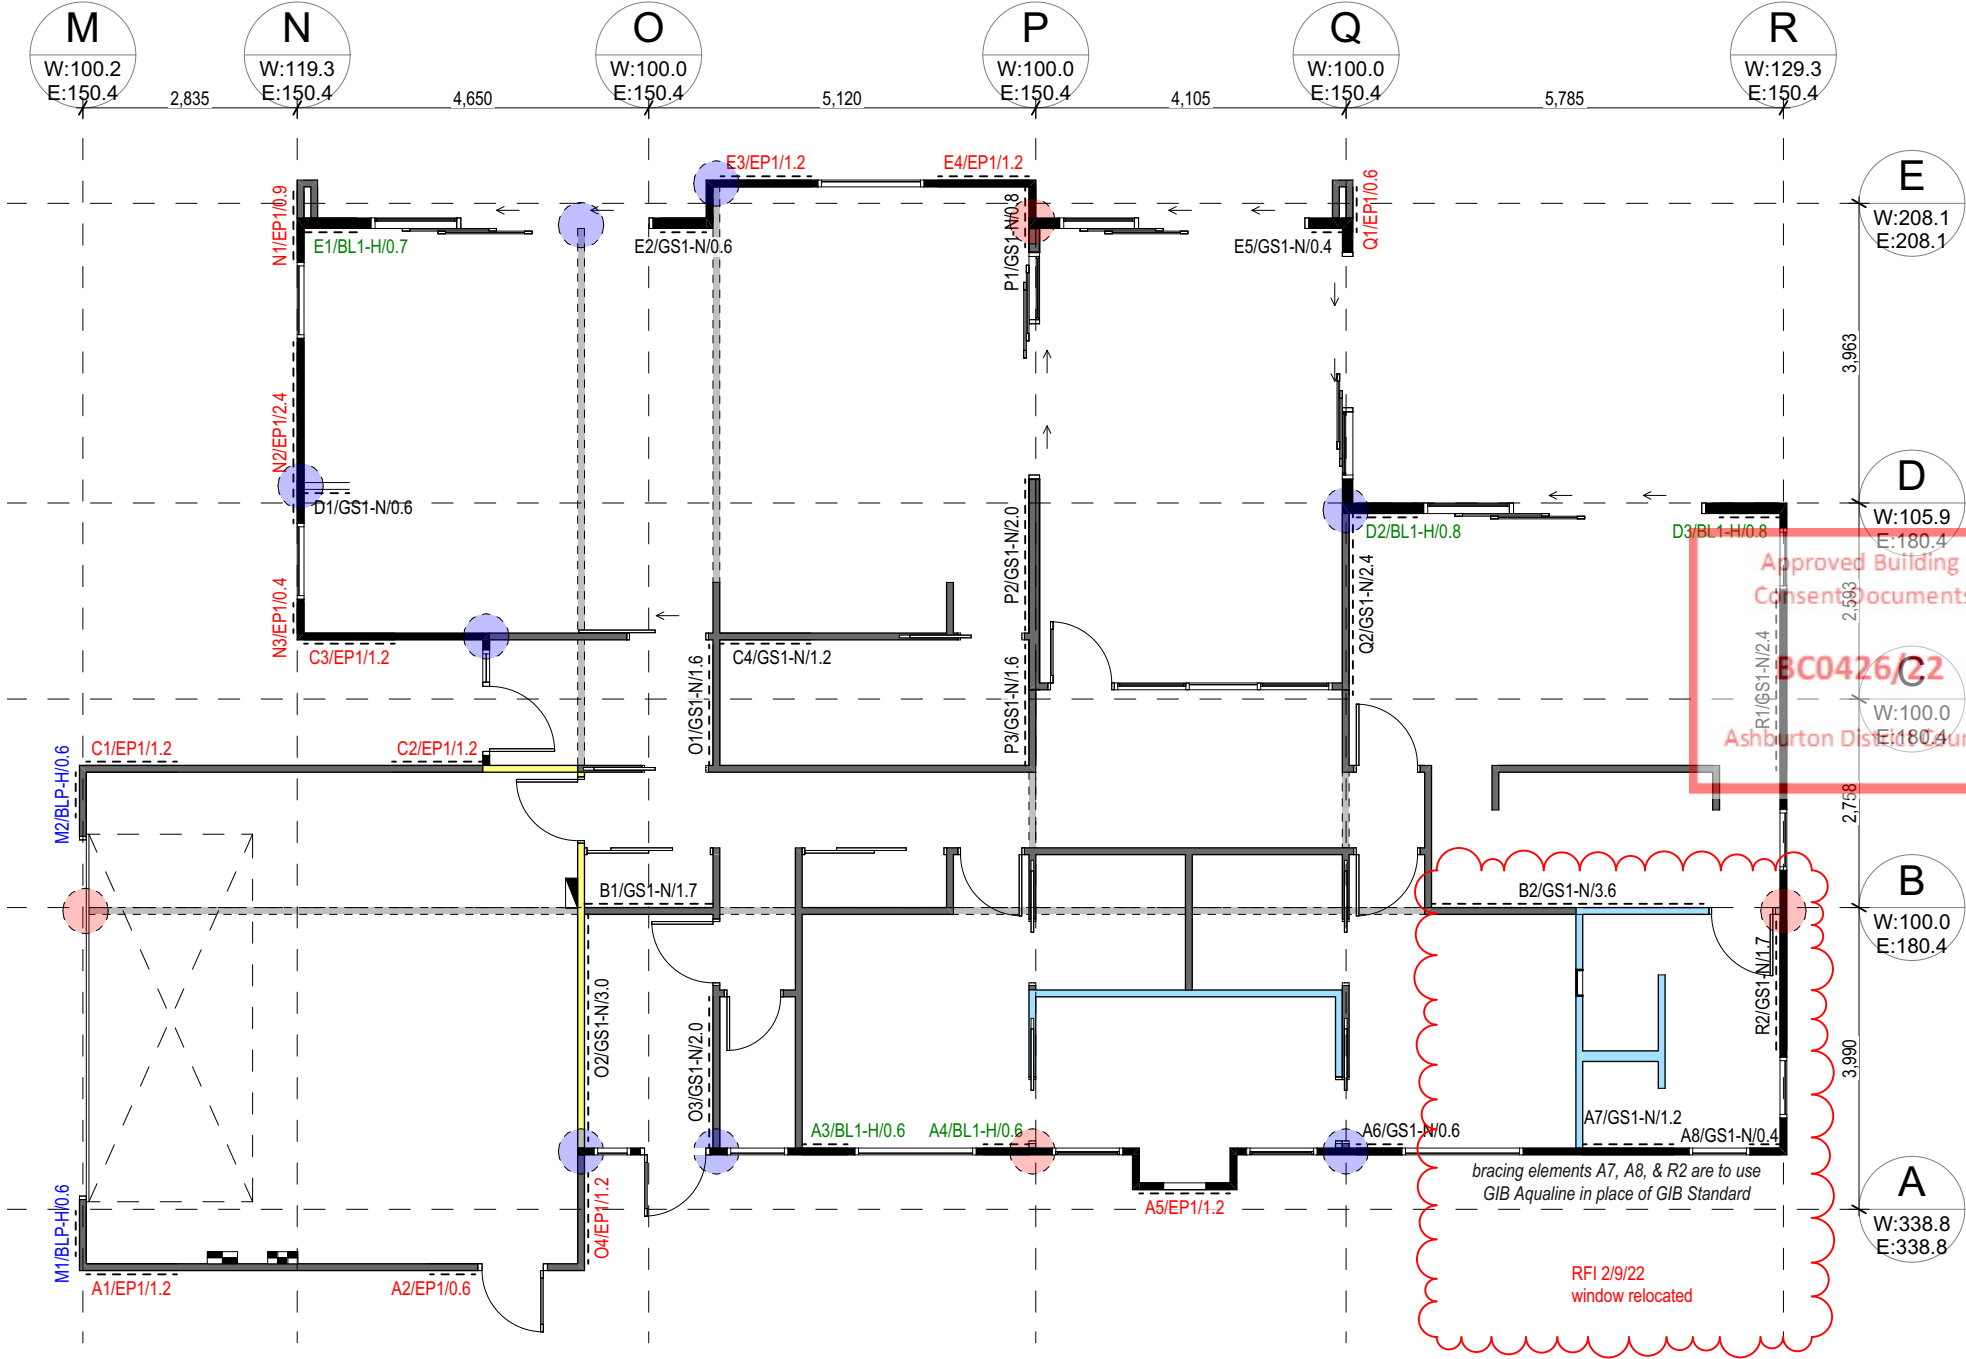 M
W:100.2
E:150.4
N
W:119.3
E:150.4
O
W:100.0
E:150.4
P
W:100.0
E:150.4
Q
W:100.0
E:150.4
R
W:129.3
E:150.4
2,835
4,650
5,120
4,105
5,785
E3/EP1/1.2
E4/EP1/1.2
N1/EP1/0.9
E1/BL1-H/0.7
E2/GS1-N/0.6
P1/GS1-N/0.8
E5/GS1-N/0.4
Q1/EP1/0.6
E
W:208.1
E:208.1
3,963
N2/EP1/2.4
D1/GS1-N/0.6
P2/GS1-N/2.0
D2/BL1-H/0.8
D3/BL1-H/0.8
Q2/GS1-N/2.4
D
W:105.9
E:180.4
Approved Building
Consent Documents
2,593
BC0426/22
R1/GS1-N/2.4
Ashburton District
C
W:100.0
E:180.4
N3/EP1/0.4
C3/EP1/1.2
C4/GS1-N/1.2
O1/GS1-N/1.6
P3/GS1-N/1.6
M2/BLP-H/0.6
C1/EP1/1.2
C2/EP1/1.2
2,758
B1/GS1-N/1.7
B2/GS1-N/3.6
B
W:100.0
E:180.4
O2/GS1-N/3.0
O3/GS1-N/2.0
R2/GS1-N/1.7
3,990
A3/BL1-H/0.6
A4/BL1-H/0.6
A6/GS1-N/0.6
A7/GS1-N/1.2
A8/GS1-N/0.4
bracing elements A7, A8, & R2 are to use
GIB Aqualine in place of GIB Standard
A5/EP1/1.2
A
W:338.8
E:338.8
M1/BLP-H/0.6
O4/EP1/1.2
A1/EP1/1.2
A2/EP1/0.6
RFI 2/9/22
window relocated